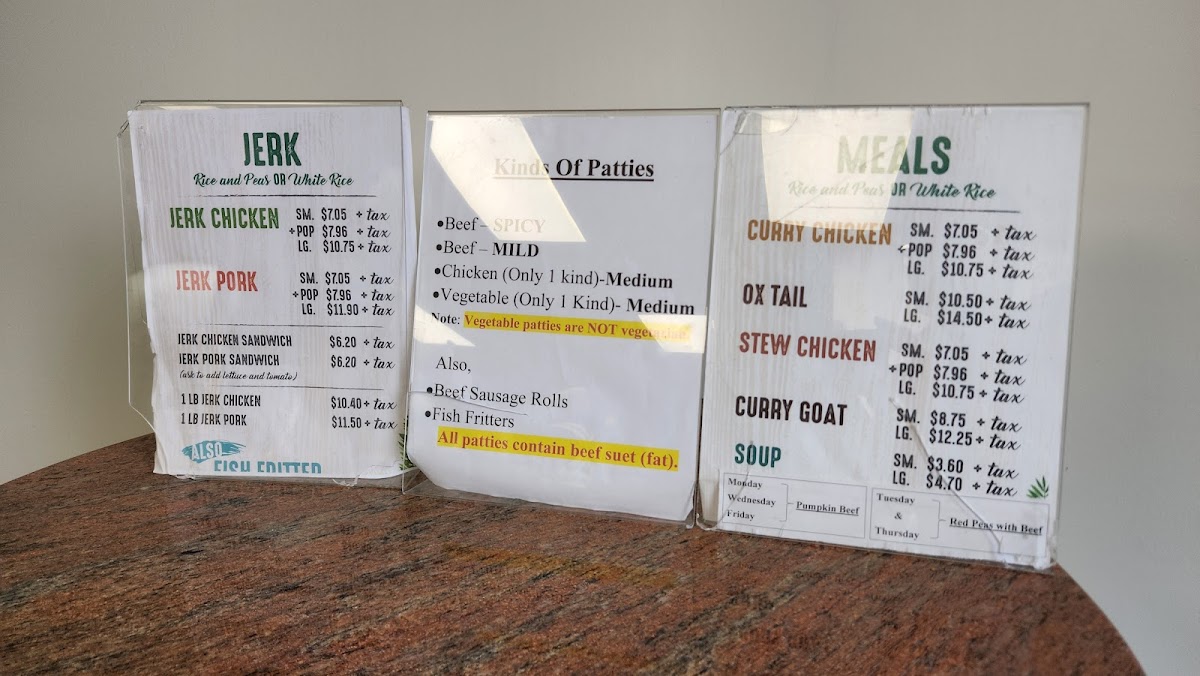 JERK
Rice and Peas OR White Rice
JERK CHICKEN SM. $7.05 + tax
+POP $7.96 + tax
LG. $10.75 + tax
JERK PORK SM. $7.05 + tax
+POP $7.96 + tax
LG. $11.90 + tax
JERK CHICKEN SANDWICH $6.20 + tax
JERK PORK SANDWICH $6.20 + tax
(ask to add lettuce and tomato)
1 LB JERK CHICKEN $10.40 + tax
1 LB JERK PORK $11.50 + tax
ALSO
FISH FRITTER
Kinds Of Patties
•Beef – SPICY
•Beef – MILD
•Chicken (Only 1 kind)-Medium
•Vegetable (Only 1 Kind)- Medium
Note: Vegetable patties are NOT vegetarian.
Also,
•Beef Sausage Rolls
•Fish Fritters
All patties contain beef suet (fat).
MEALS
Rice and Peas OR White Rice
CURRY CHICKEN SM. $7.05 + tax
+POP $7.96 + tax
LG. $10.75 + tax
OX TAIL SM. $10.50 + tax
LG. $14.50 + tax
STEW CHICKEN SM. $7.05 + tax
+POP $7.96 + tax
LG. $10.75 + tax
CURRY GOAT SM. $8.75 + tax
LG. $12.25 + tax
SOUP SM. $3.60 + tax
LG. $4.70 + tax
Monday
Wednesday
Friday
Pumpkin Beef
Tuesday
&
Thursday
Red Peas with Beef